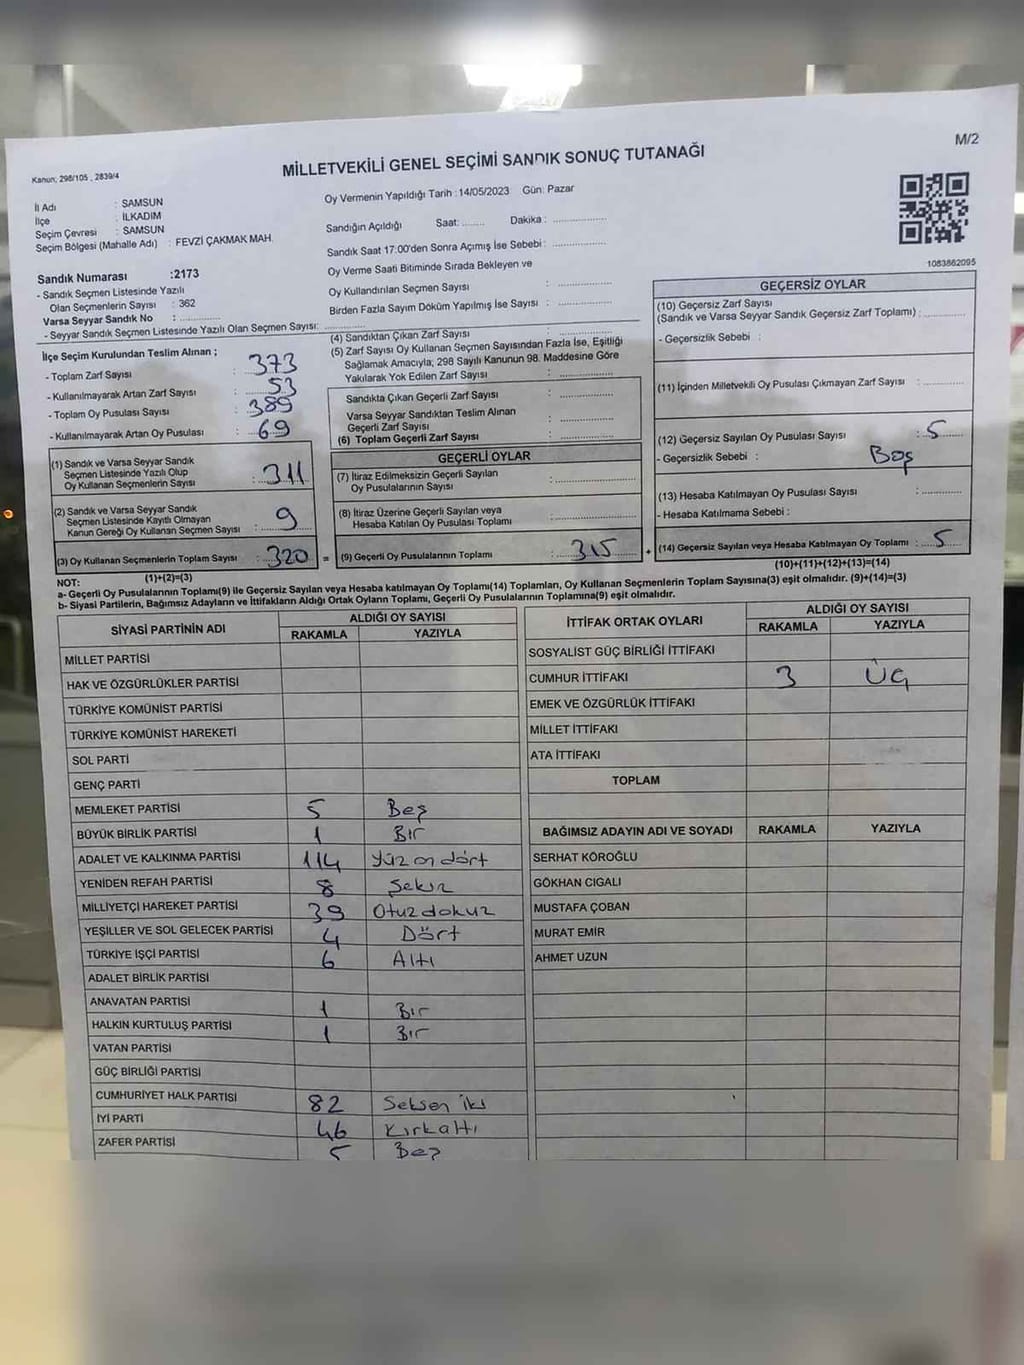 M/2
MİLLETVEKİLİ GENEL SEÇİMİ SANDIK SONUÇ TUTANAĞI
Kanun; 298/105 , 2839/4
İl Adı : SAMSUN
İlçe : İLKADIM
Seçim Çevresi : SAMSUN
Seçim Bölgesi (Mahalle Adı) : FEVZİ ÇAKMAK MAH.
Oy Vermenin Yapıldığı Tarih : 14/05/2023 Gün: Pazar
Sandığın Açıldığı Saat: ........ Dakika : ..................
Sandık Saat 17:00'den Sonra Açımış İse Sebebi : ..................
Oy Verme Saati Bitiminde Sırada Bekleyen ve
Oy Kullandırılan Seçmen Sayısı : ..................
Birden Fazla Sayım Döküm Yapılmış İse Sayısı : ..................
1083862095
Sandık Numarası :2173
- Sandık Seçmen Listesinde Yazılı
Olan Seçmenlerin Sayısı : 362
Varsa Seyyar Sandık No : ..............
- Seyyar Sandık Seçmen Listesinde Yazılı Olan Seçmen Sayısı: ..............
İlçe Seçim Kurulundan Teslim Alınan ;
- Toplam Zarf Sayısı : 373
- Kullanılmayarak Artan Zarf Sayısı : 53
- Toplam Oy Pusulası Sayısı : 389
- Kullanılmayarak Artan Oy Pusulası : 69
(1) Sandık ve Varsa Seyyar Sandık
Seçmen Listesinde Yazılı Olup
Oy Kullanan Seçmenlerin Sayısı : 311
(2) Sandık ve Varsa Seyyar Sandık
Seçmen Listesinde Kayıtlı Olmayan
Kanun Gereği Oy Kullanan Seçmen Sayısı : 9
(3) Oy Kullanan Seçmenlerin Toplam Sayısı : 320 =
(1)+(2)=(3)
(4) Sandıktan Çıkan Zarf Sayısı : ..................
(5) Zarf Sayısı Oy Kullanan Seçmen Sayısından Fazla İse, Eşitliği
Sağlamak Amacıyla; 298 Sayılı Kanunun 98. Maddesine Göre
Yakılarak Yok Edilen Zarf Sayısı : ..................
Sandıkta Çıkan Geçerli Zarf Sayısı : ..................
Varsa Seyyar Sandıktan Teslim Alınan
Geçerli Zarf Sayısı : ..................
(6) Toplam Geçerli Zarf Sayısı : ..................
GEÇERLİ OYLAR
(7) İtiraz Edilmeksizin Geçerli Sayılan
Oy Pusulalarının Sayısı : ..................
(8) İtiraz Üzerine Geçerli Sayılan veya
Hesaba Katılan Oy Pusulası Toplamı : ..................
(9) Geçerli Oy Pusulalarının Toplamı : 315 +
GEÇERSİZ OYLAR
(10) Geçersiz Zarf Sayısı
(Sandık ve Varsa Seyyar Sandık Geçersiz Zarf Toplamı) : ..............
- Geçersizlik Sebebi :
(11) İçinden Milletvekili Oy Pusulası Çıkmayan Zarf Sayısı : ..............
(12) Geçersiz Sayılan Oy Pusulası Sayısı : 5
- Geçersizlik Sebebi : Boş
(13) Hesaba Katılmayan Oy Pusulası Sayısı : ..............
- Hesaba Katılmama Sebebi :
(14) Geçersiz Sayılan veya Hesaba Katılmayan Oy Toplamı : 5
(10)+(11)+(12)+(13)=(14)
NOT:
a- Geçerli Oy Pusulalarının Toplamı(9) ile Geçersiz Sayılan veya Hesaba katılmayan Oy Toplamı(14) Toplamları, Oy Kullanan Seçmenlerin Toplam Sayısına(3) eşit olmalıdır. (9)+(14)=(3)
b- Siyasi Partilerin, Bağımsız Adayların ve İttifakların Aldığı Ortak Oyların Toplamı, Geçerli Oy Pusulalarının Toplamına(9) eşit olmalıdır.
SİYASİ PARTİNİN ADI ALDIĞI OY SAYISI
RAKAMLA YAZIYLA
MİLLET PARTİSİ
HAK VE ÖZGÜRLÜKLER PARTİSİ
TÜRKİYE KOMÜNİST PARTİSİ
TÜRKİYE KOMÜNİST HAREKETİ
SOL PARTİ
GENÇ PARTİ
MEMLEKET PARTİSİ 5 Beş
BÜYÜK BİRLİK PARTİSİ 1 Bir
ADALET VE KALKINMA PARTİSİ 114 Yüz on dört
YENİDEN REFAH PARTİSİ 8 Sekiz
MİLLİYETÇİ HAREKET PARTİSİ 39 Otuz dokuz
YEŞİLLER VE SOL GELECEK PARTİSİ 4 Dört
TÜRKİYE İŞÇİ PARTİSİ 6 Altı
ADALET BİRLİK PARTİSİ
ANAVATAN PARTİSİ 1 Bir
HALKIN KURTULUŞ PARTİSİ 1 Bir
VATAN PARTİSİ
GÜÇ BİRLİĞİ PARTİSİ
CUMHURİYET HALK PARTİSİ 82 Seksen iki
İYİ PARTİ 46 Kırkaltı
ZAFER PARTİSİ 5 Beş
İTTİFAK ORTAK OYLARI ALDIĞI OY SAYISI
RAKAMLA YAZIYLA
SOSYALİST GÜÇ BİRLİĞİ İTTİFAKI
CUMHUR İTTİFAKI 3 ÜÇ
EMEK VE ÖZGÜRLÜK İTTİFAKI
MİLLET İTTİFAKI
ATA İTTİFAKI
TOPLAM
BAĞIMSIZ ADAYIN ADI VE SOYADI RAKAMLA YAZIYLA
SERHAT KÖROĞLU
GÖKHAN CIGALI
MUSTAFA ÇOBAN
MURAT EMİR
AHMET UZUN